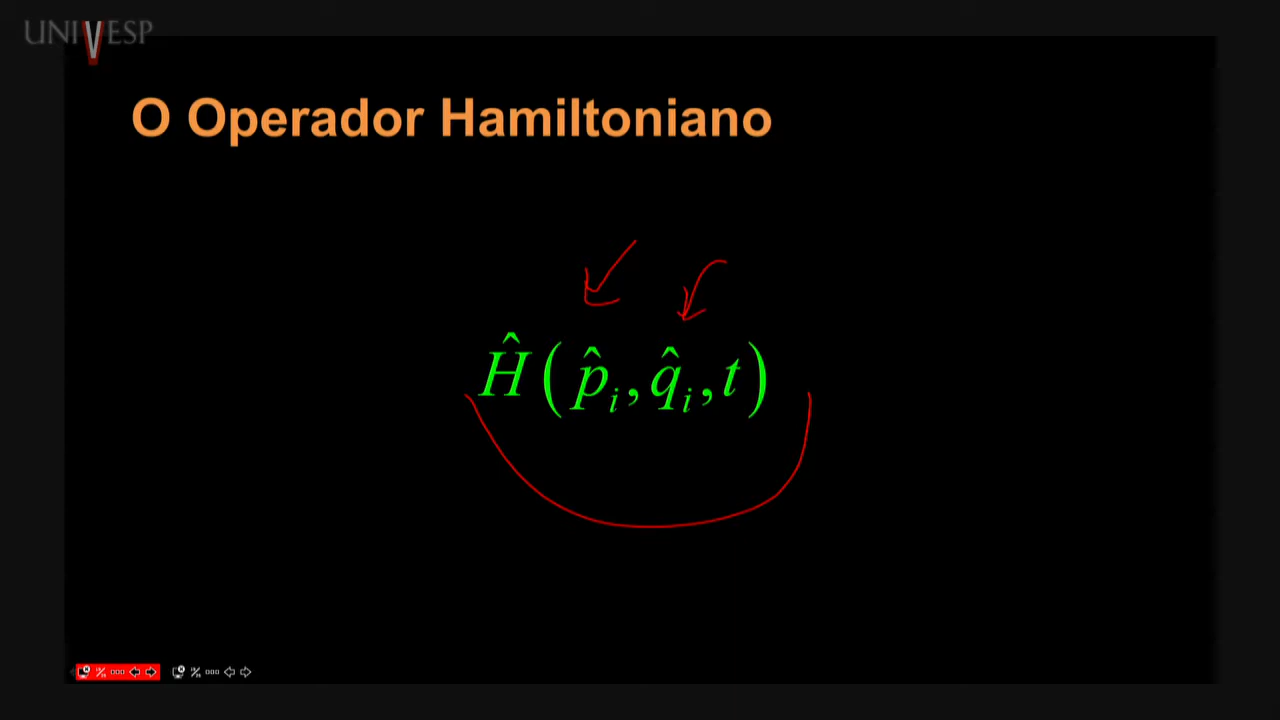 UNIVESP
O Operador Hamiltoniano
Ĥ(p̂ᵢ, q̂ᵢ, t)